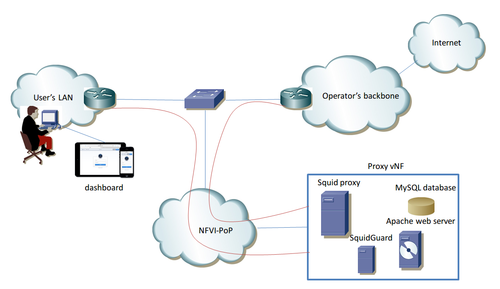 Internet
User's LAN
Operator's backbone
dashboard
NFVI-PoP
Proxy vNF
Squid proxy
MySQL database
Apache web server
SquidGuard